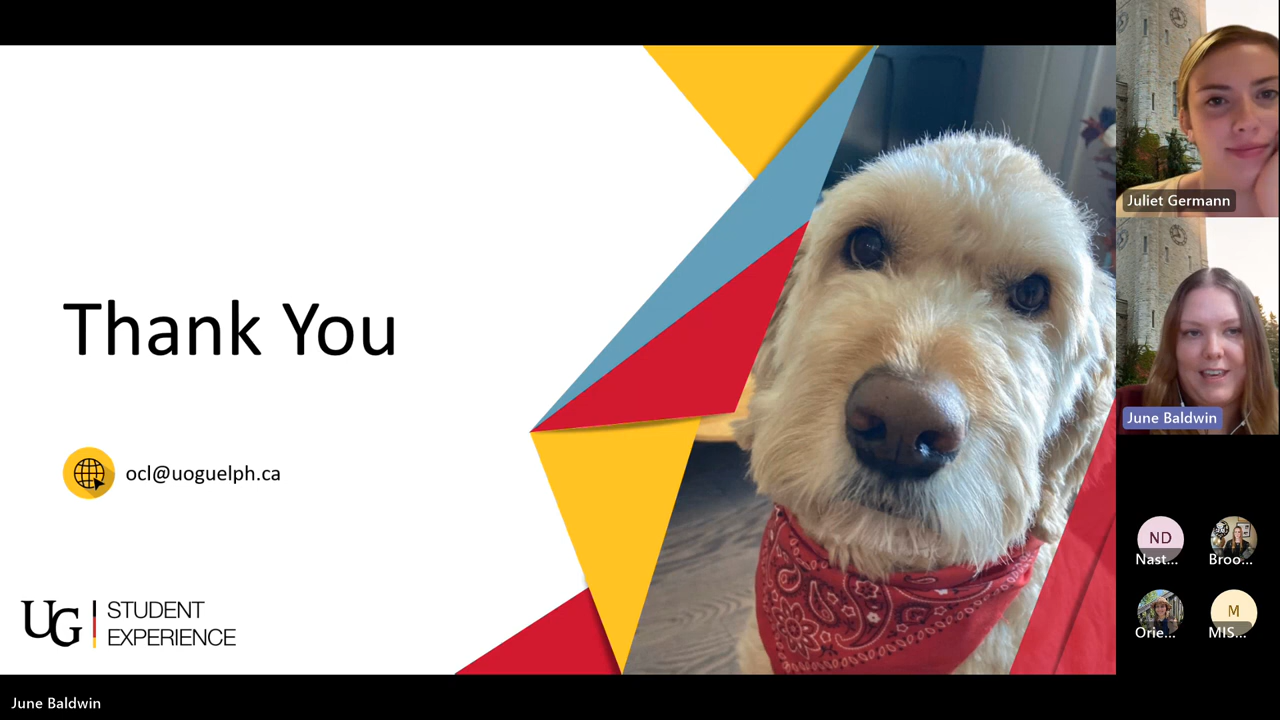 Thank You
ocl@uoguelph.ca
UG STUDENT
EXPERIENCE
Juliet Germann
June Baldwin
ND
Nast...
Broo...
Orie...
M
MIS...
June Baldwin